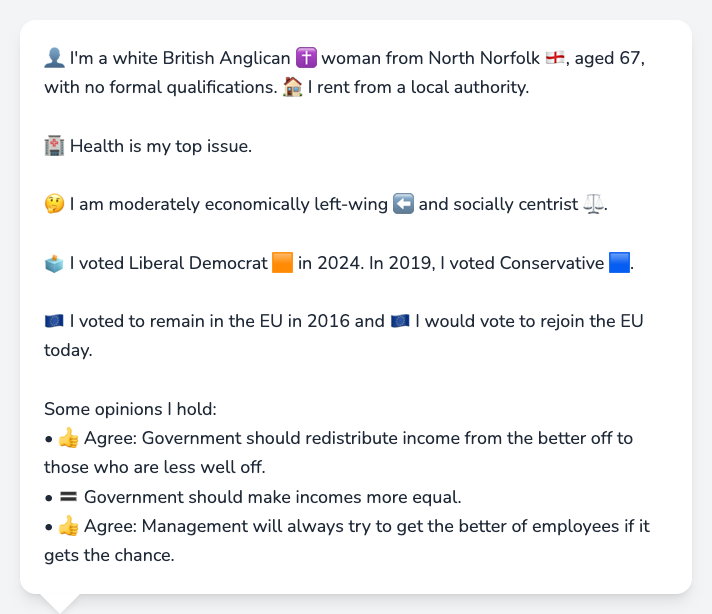 👤 I'm a white British Anglican ✝️ woman from North Norfolk 🏴󠁧󠁢󠁥󠁮󠁧󠁿, aged 67,
with no formal qualifications. 🏠 I rent from a local authority.
🏥 Health is my top issue.
🤔 I am moderately economically left-wing ⬅️ and socially centrist ⚖️.
🗳️ I voted Liberal Democrat 🟧 in 2024. In 2019, I voted Conservative 🟦.
🇪🇺 I voted to remain in the EU in 2016 and 🇪🇺 I would vote to rejoin the EU
today.
Some opinions I hold:
• 👍 Agree: Government should redistribute income from the better off to
those who are less well off.
• 🟰 Government should make incomes more equal.
• 👍 Agree: Management will always try to get the better of employees if it
gets the chance.